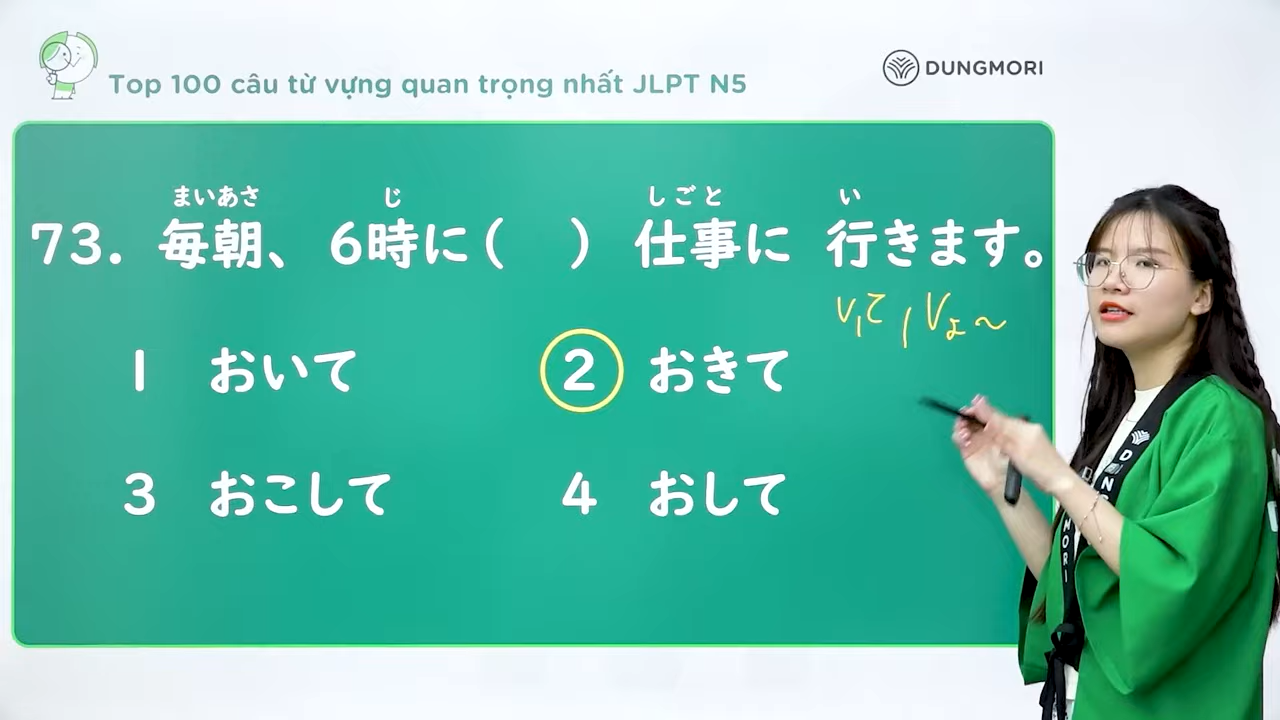 Top 100 câu từ vựng quan trọng nhất JLPT N5
DUNGMORI
まいあさ じ しごと い
73. 毎朝、6時に( ) 仕事に 行きます。
V₁て , Vま〜
1 おいて
2 おきて
3 おこして
4 おして